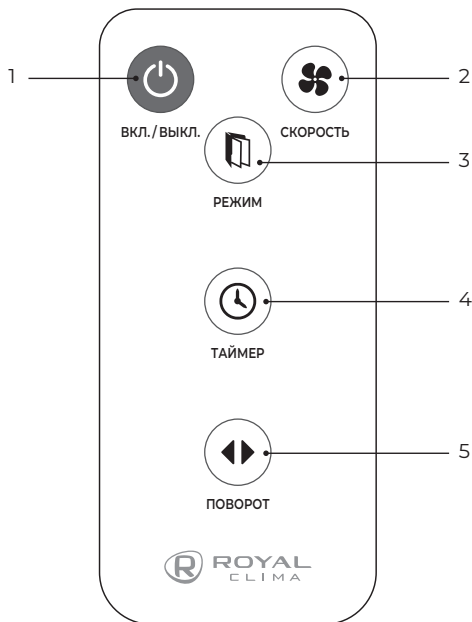 1
2
ВКЛ./ВЫКЛ.
СКОРОСТЬ
3
РЕЖИМ
4
ТАЙМЕР
5
ПОВОРОТ
R ROYAL
CLIMA